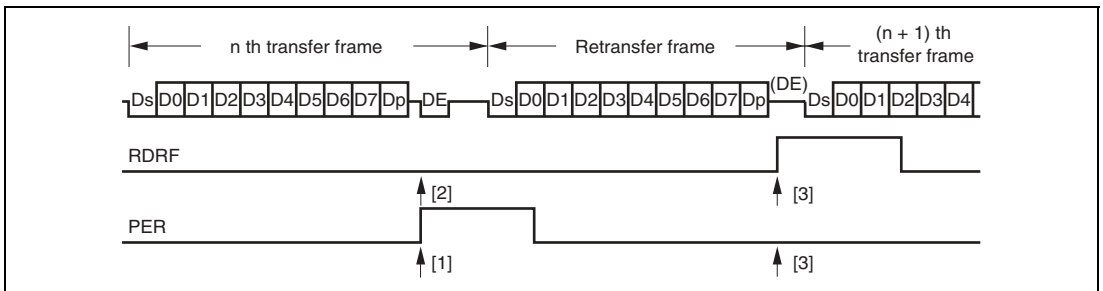 n th transfer frame Retransfer frame (n + 1) th transfer frame
Ds D0 D1 D2 D3 D4 D5 D6 D7 Dp DE Ds D0 D1 D2 D3 D4 D5 D6 D7 Dp (DE) Ds D0 D1 D2 D3 D4
RDRF
[2] [3]
PER
[1] [3]